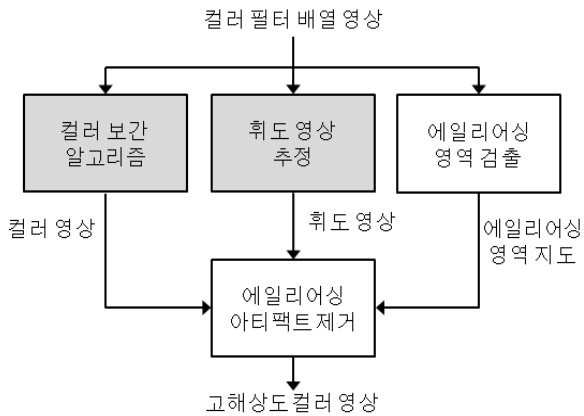 컬러 필터 배열 영상
컬러 보간
알고리즘
휘도 영상
추정
에일리어싱
영역 검출
컬러 영상
휘도 영상
에일리어싱
영역 지도
에일리어싱
아티팩트 제거
고해상도 컬러 영상